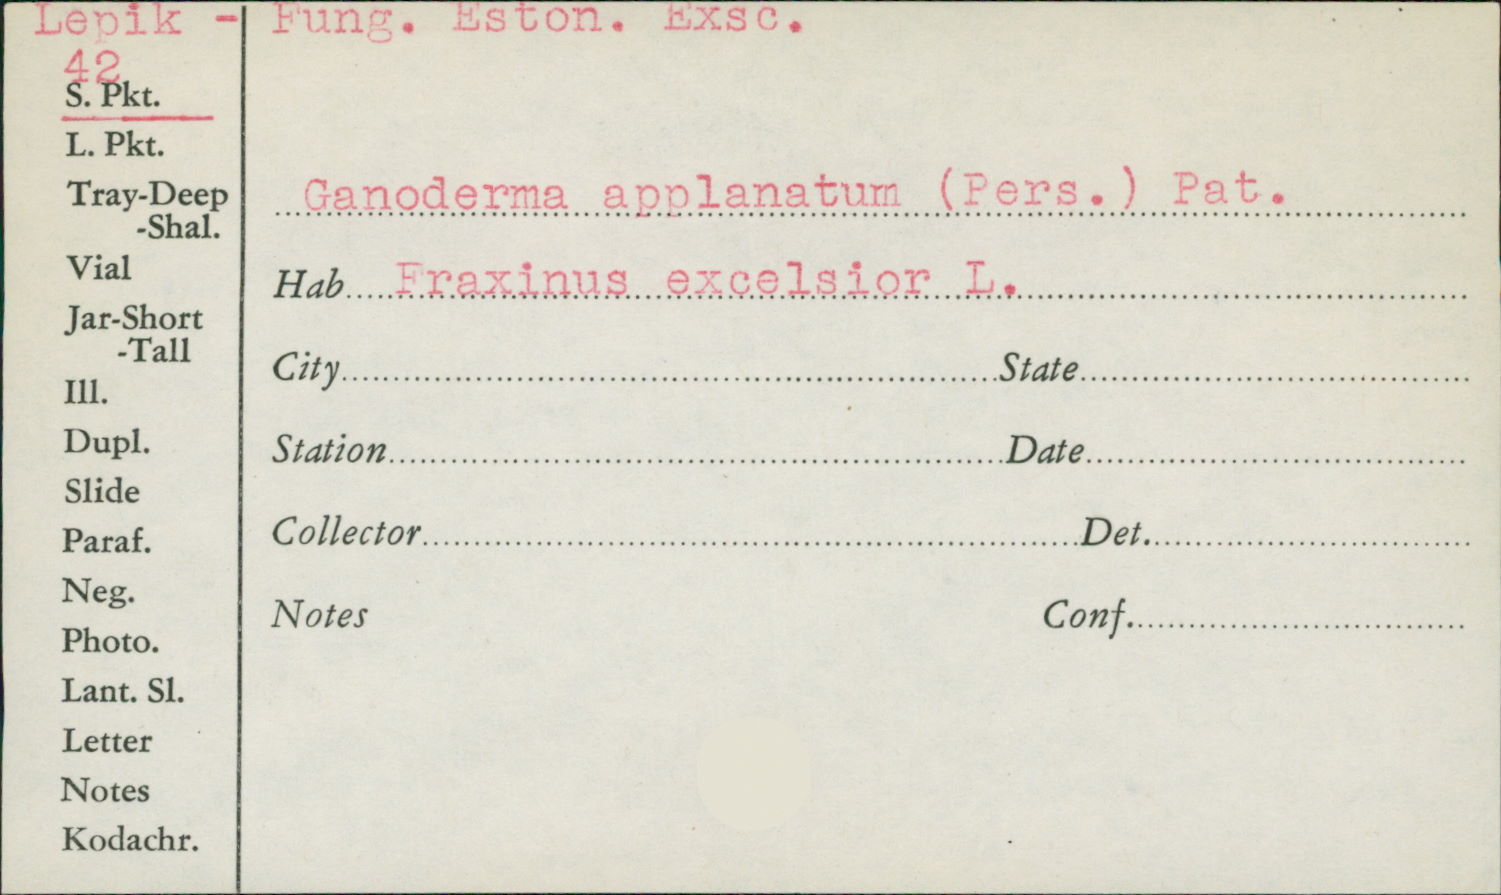 Lepik - Fung. Eston. Exsc.
42
S. Pkt.
L. Pkt.
Tray-Deep
-Shal.
Vial
Jar-Short
-Tall
Ill.
Dupl.
Slide
Paraf.
Neg.
Photo.
Lant. Sl.
Letter
Notes
Kodachr.
Ganoderma applanatum (Pers.) Pat.
Hab Fraxinus excelsior L.
City State
Station Date
Collector Det.
Notes Conf.